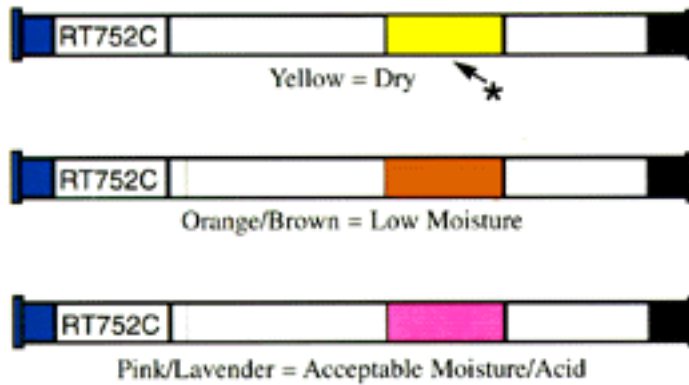 RT752C
Yellow = Dry
*
RT752C
Orange/Brown = Low Moisture
RT752C
Pink/Lavender = Acceptable Moisture/Acid